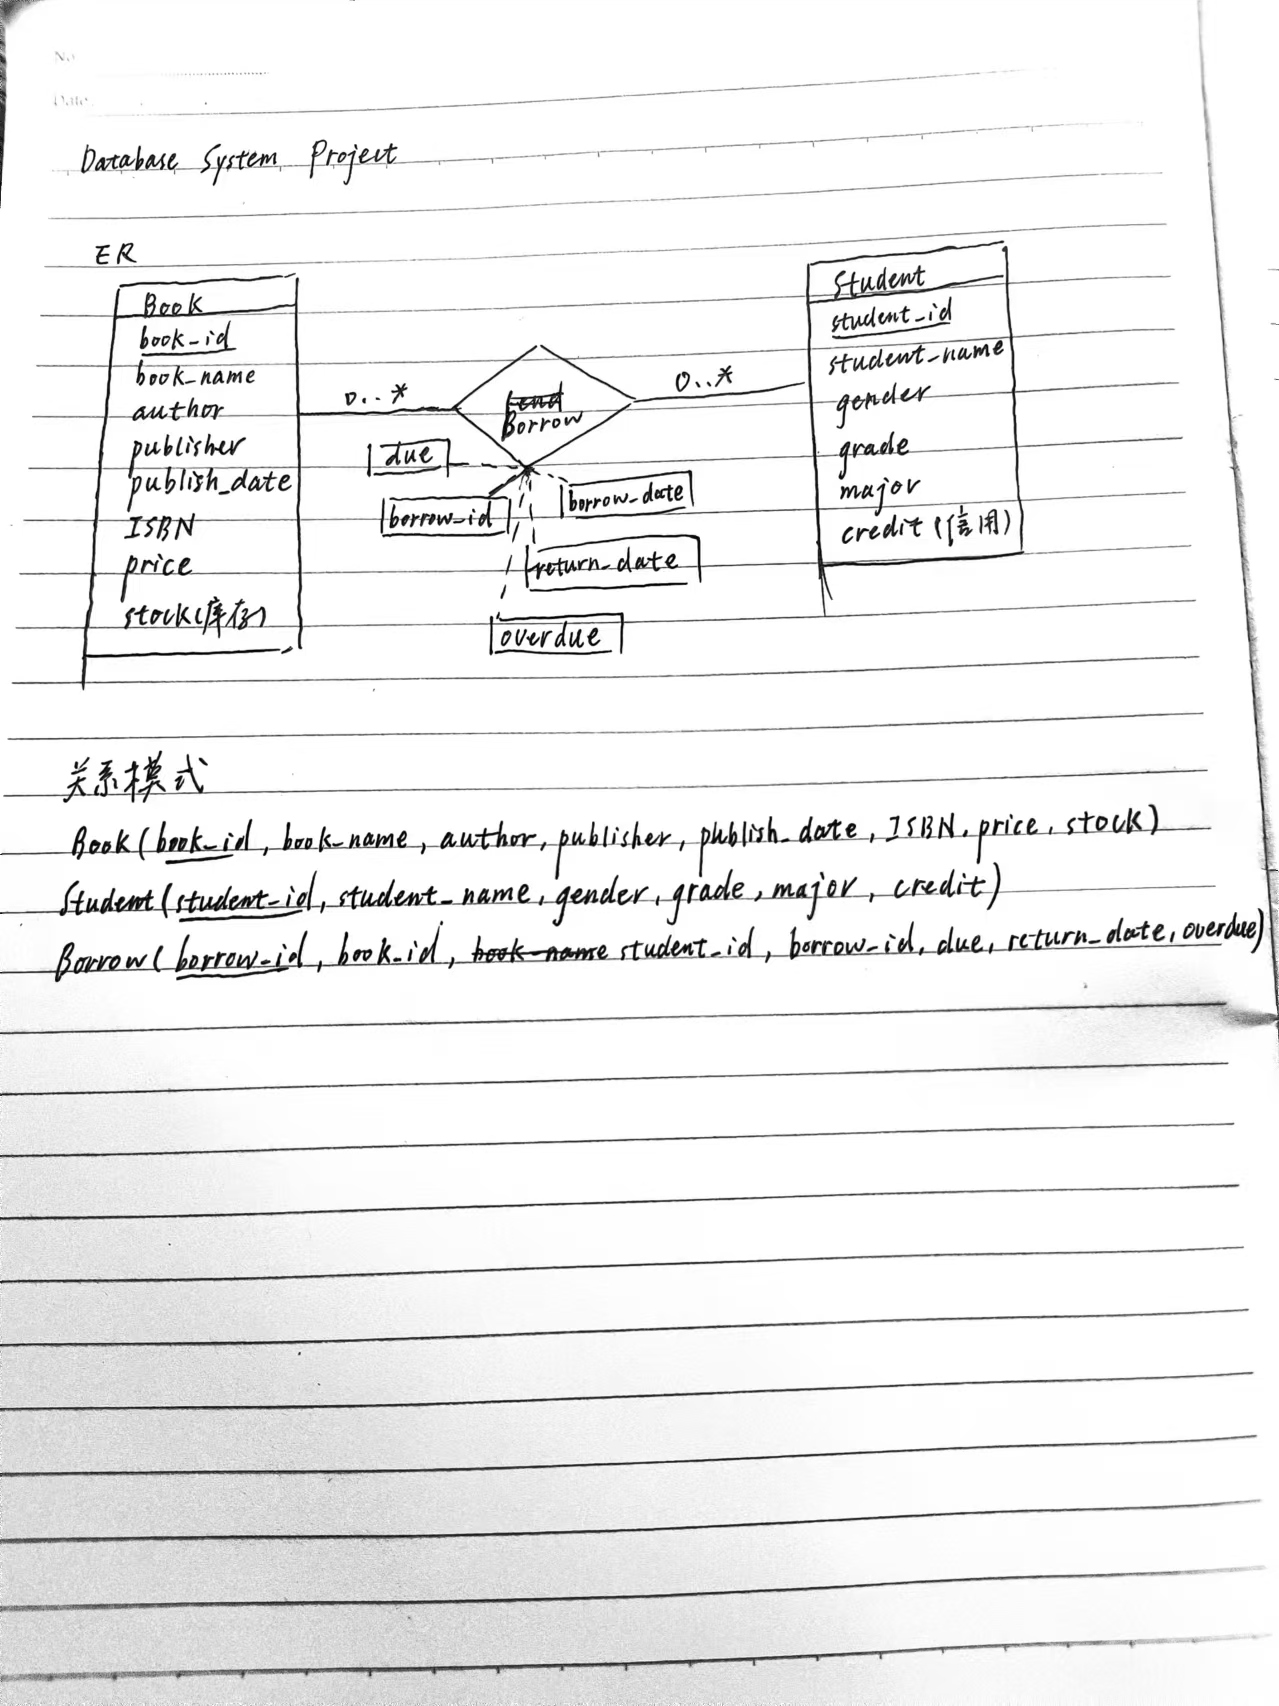 No.
Date.
Database System Project
ER
Book
book_id
book_name
author
publisher
publish_date
ISBN
price
stock(库存)
0..*
Borrow
0..*
due
borrow_id
borrow_date
return_date
overdue
Student
student_id
student_name
gender
grade
major
credit(信用)
关系模式
Book(book_id, book_name, author, publisher, publish_date, ISBN, price, stock)
Student(student_id, student_name, gender, grade, major, credit)
Borrow(borrow_id, book_id, book_name student_id, borrow_id, due, return_date, overdue)